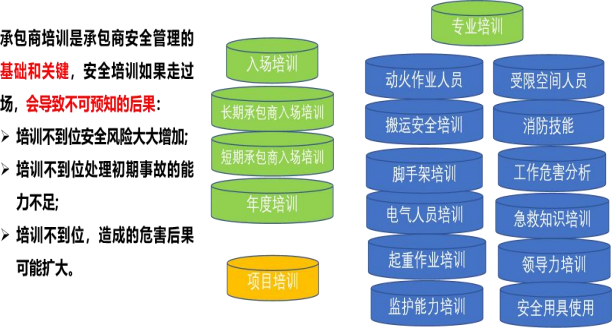 承包商培训是承包商安全管理的
基础和关键，安全培训如果走过
场，会导致不可预知的后果：
➢ 培训不到位安全风险大大增加;
➢ 培训不到位处理初期事故的能
力不足;
➢ 培训不到位，造成的危害后果
可能扩大。
入场培训
长期承包商入场培训
短期承包商入场培训
年度培训
项目培训
专业培训
动火作业人员
受限空间人员
搬运安全培训
消防技能
脚手架培训
工作危害分析
电气人员培训
急救知识培训
起重作业培训
领导力培训
监护能力培训
安全用具使用